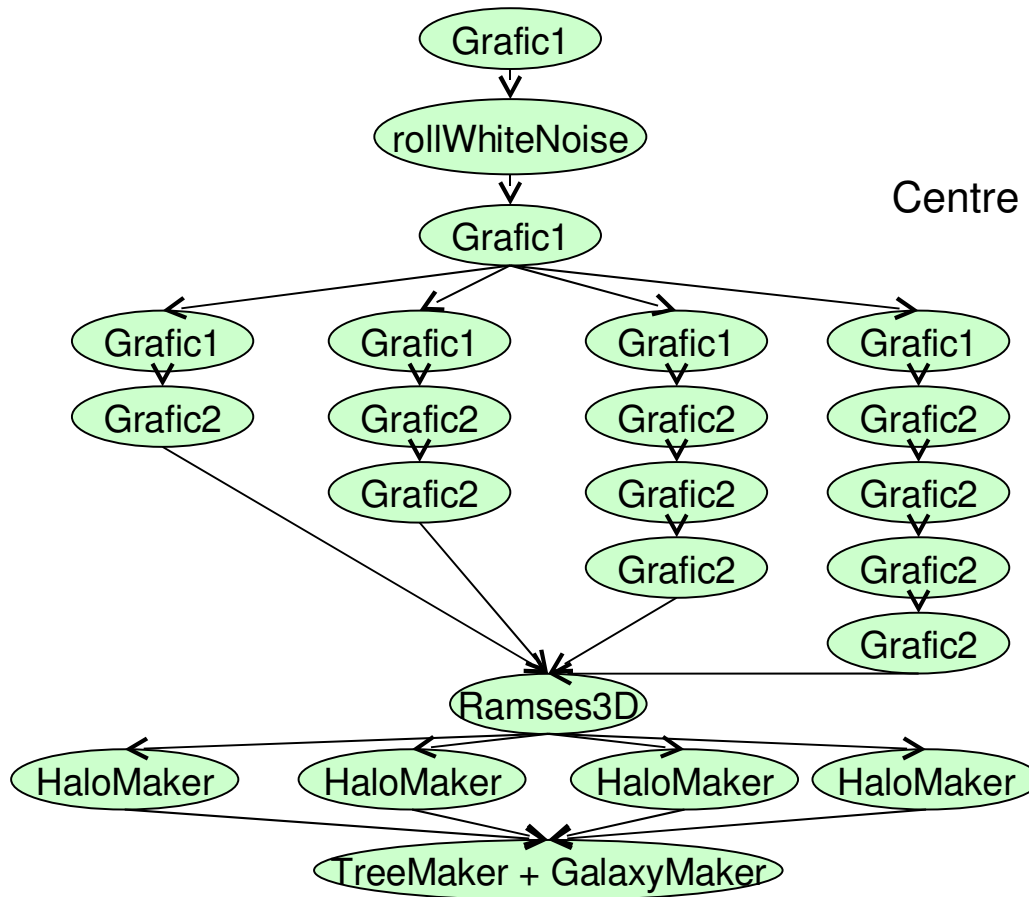 Grafic1
rollWhiteNoise
Centre
Grafic1
Grafic1 Grafic1 Grafic1 Grafic1
Grafic2 Grafic2 Grafic2 Grafic2
Grafic2 Grafic2 Grafic2
Grafic2 Grafic2
Grafic2
Ramses3D
HaloMaker HaloMaker HaloMaker HaloMaker
TreeMaker + GalaxyMaker